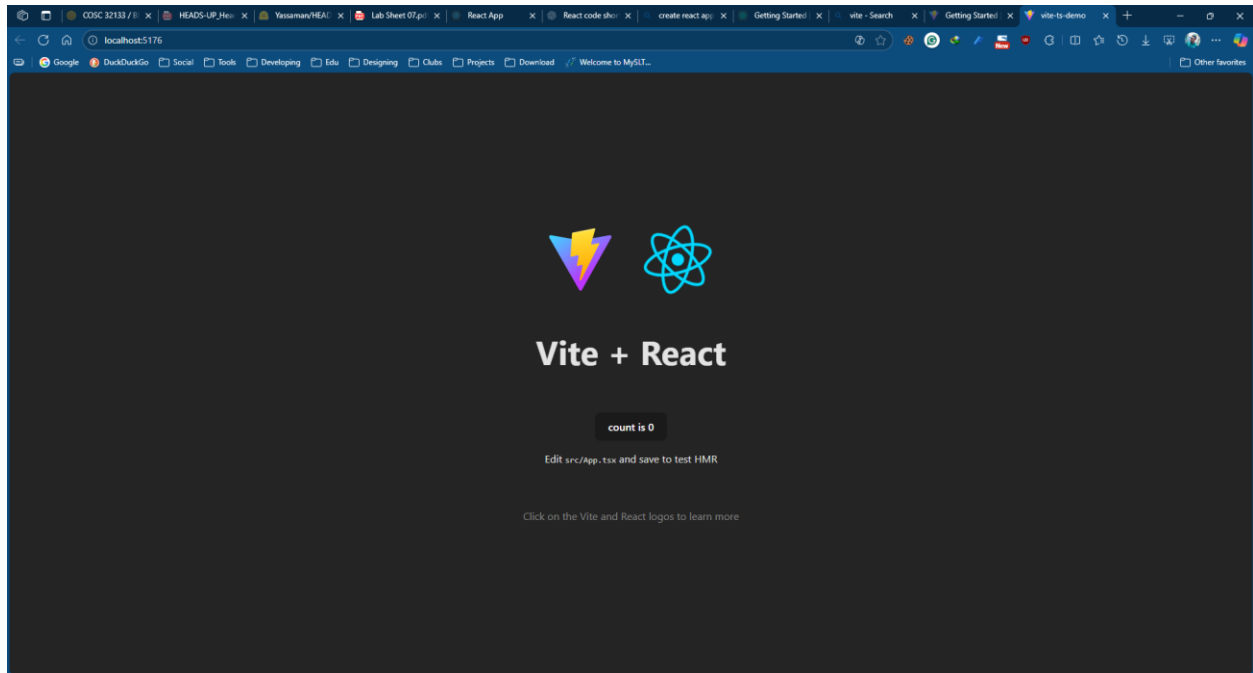 COSC 32133 / B
HEADS-UP_Hea
Yassaman/HEAD
Lab Sheet 07.pd
React App
React code shor
create react app
Getting Started
vite - Search
Getting Started
vite-ts-demo
localhost:5176
New
Google
DuckDuckGo
Social
Tools
Developing
Edu
Designing
Clubs
Projects
Download
Welcome to MySLT...
Other favorites
Vite + React
count is 0
Edit src/App.tsx and save to test HMR
Click on the Vite and React logos to learn more